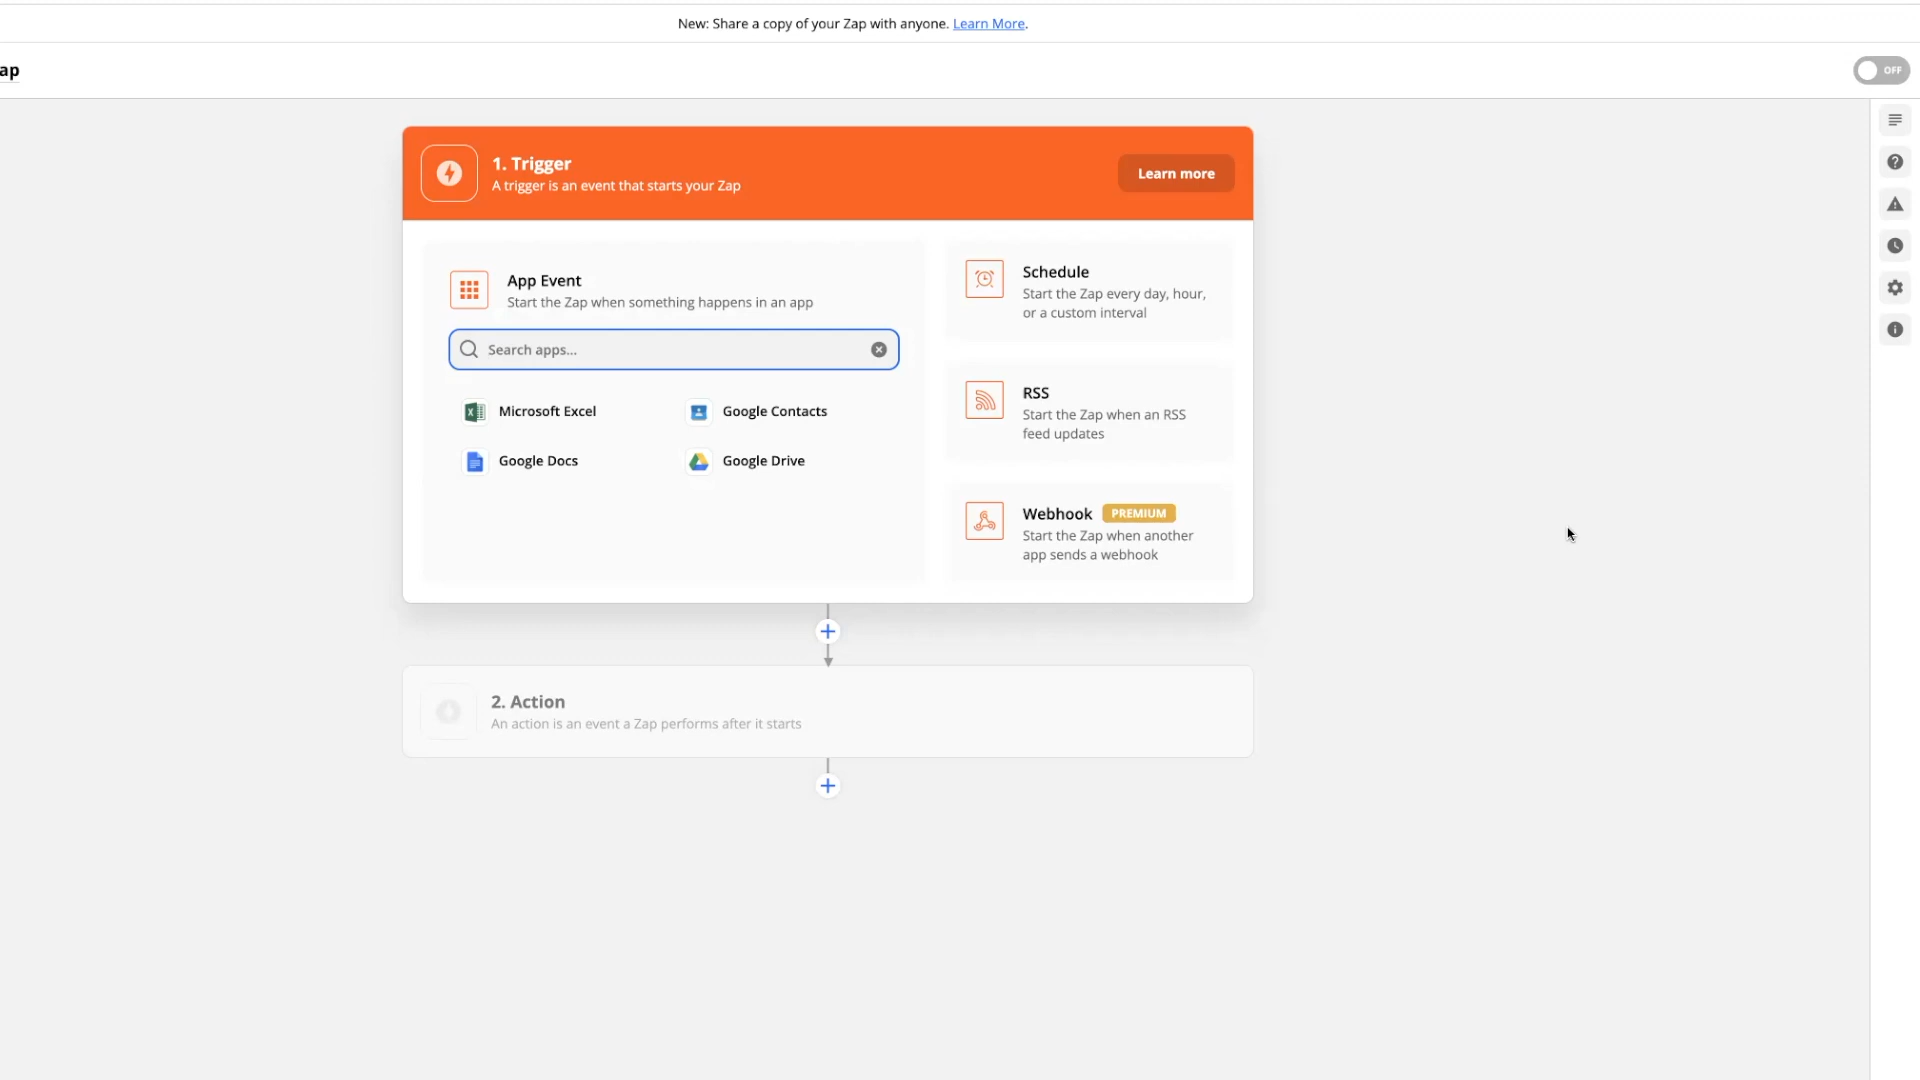 New: Share a copy of your Zap with anyone. Learn More.
ap
OFF
1. Trigger
A trigger is an event that starts your Zap
Learn more
App Event
Start the Zap when something happens in an app
Search apps...
Microsoft Excel
Google Contacts
Google Docs
Google Drive
Schedule
Start the Zap every day, hour,
or a custom interval
RSS
Start the Zap when an RSS
feed updates
Webhook PREMIUM
Start the Zap when another
app sends a webhook
2. Action
An action is an event a Zap performs after it starts